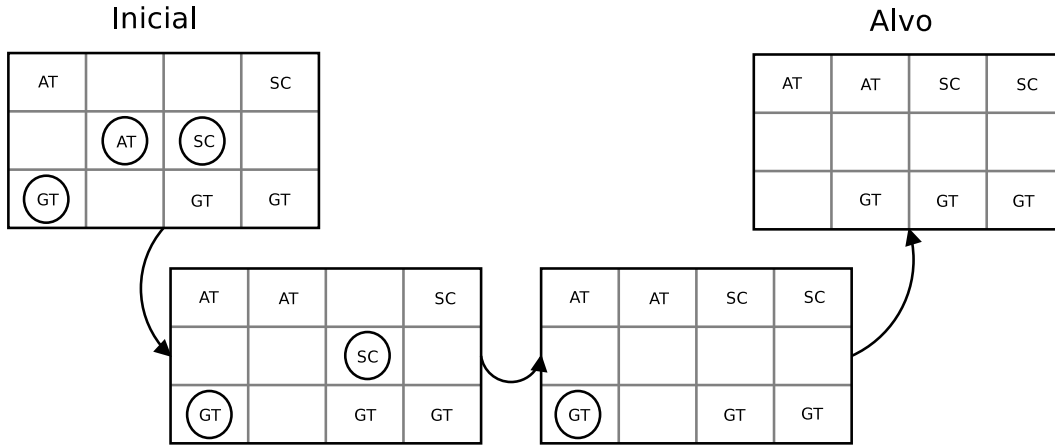 Inicial
Alvo
AT SC
AT SC
GT GT GT
AT AT SC SC
GT GT GT
AT AT SC
SC
GT GT GT
AT AT SC SC
GT GT GT